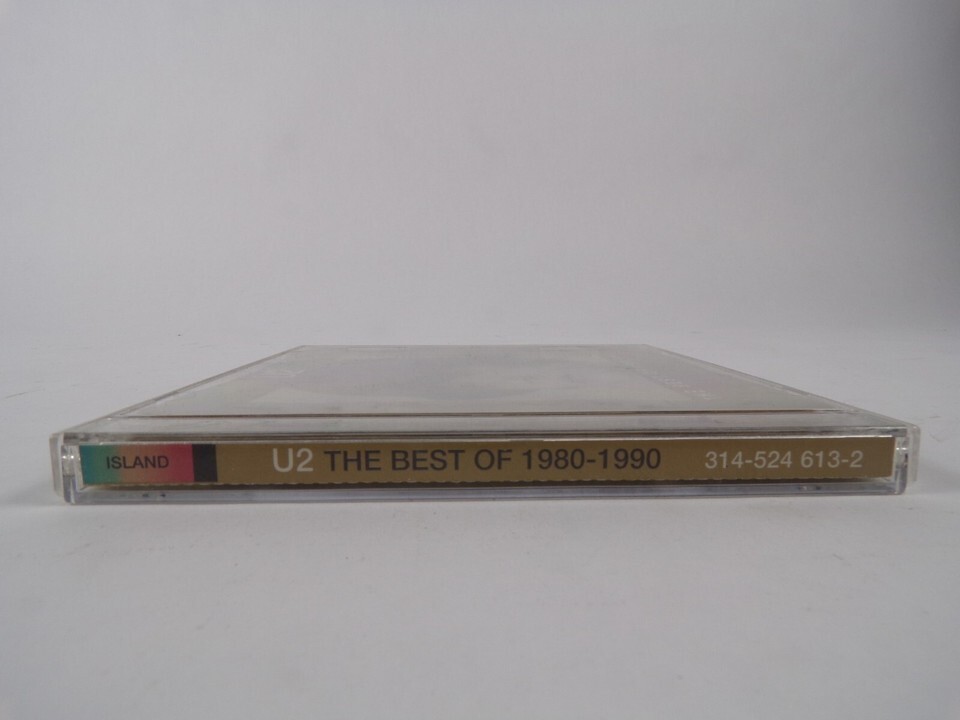 ISLAND U2 THE BEST OF 1980-1990 314-524 613-2